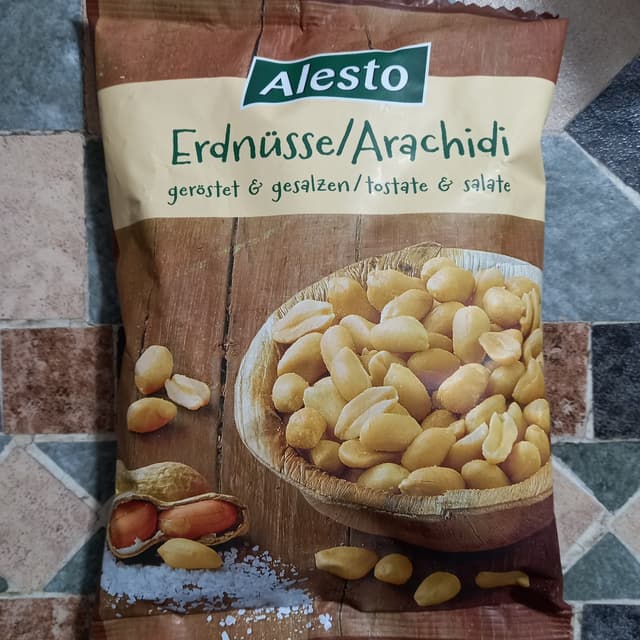 Alesto
Erdnüsse/Arachidi
geröstet & gesalzen/tostate & salate